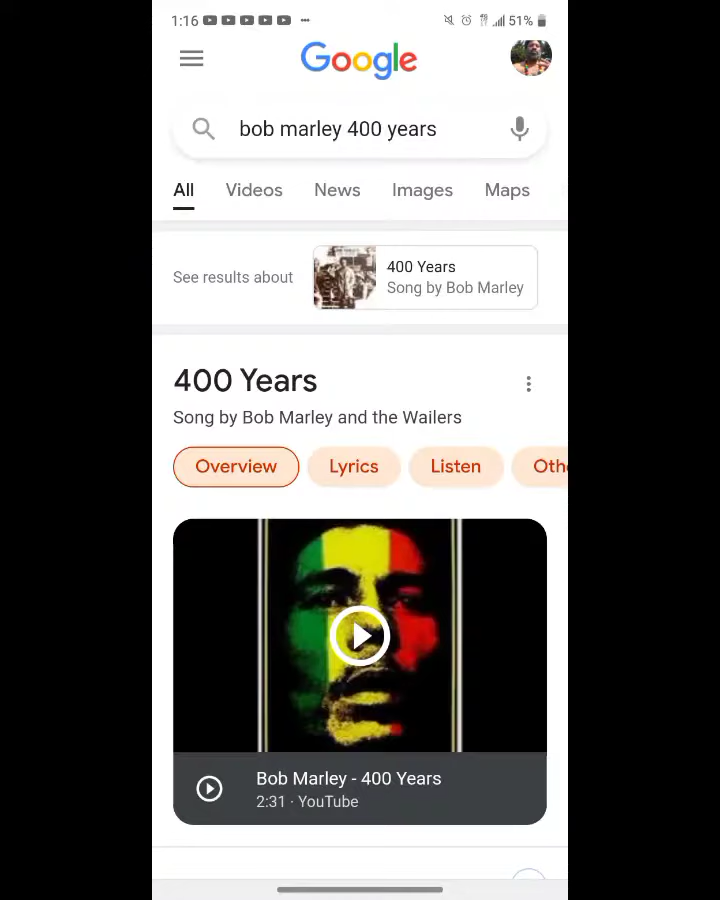 1:16 51%
Google
bob marley 400 years
All Videos News Images Maps
See results about
400 Years
Song by Bob Marley
400 Years
Song by Bob Marley and the Wailers
Overview Lyrics Listen Oth
Bob Marley - 400 Years
2:31 · YouTube